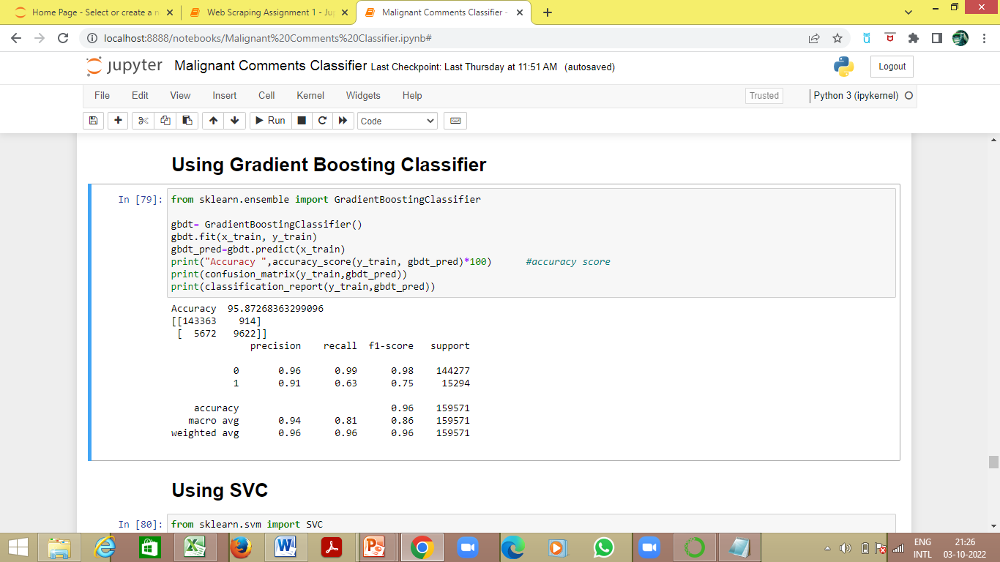 Home Page - Select or create a n
Web Scraping Assignment 1 - Ju
Malignant Comments Classifier -
localhost:8888/notebooks/Malignant%20Comments%20Classifier.ipynb#
jupyter Malignant Comments Classifier Last Checkpoint: Last Thursday at 11:51 AM (autosaved)
Logout
File Edit View Insert Cell Kernel Widgets Help
Trusted
Python 3 (ipykernel)
Run
Code
Using Gradient Boosting Classifier
In [79]: from sklearn.ensemble import GradientBoostingClassifier
gbdt= GradientBoostingClassifier()
gbdt.fit(x_train, y_train)
gbdt_pred=gbdt.predict(x_train)
print("Accuracy ",accuracy_score(y_train, gbdt_pred)*100) #accuracy score
print(confusion_matrix(y_train,gbdt_pred))
print(classification_report(y_train,gbdt_pred))
Accuracy 95.87268363299096
[[143363 914]
[ 5672 9622]]
precision recall f1-score support
0 0.96 0.99 0.98 144277
1 0.91 0.63 0.75 15294
accuracy 0.96 159571
macro avg 0.94 0.81 0.86 159571
weighted avg 0.96 0.96 0.96 159571
Using SVC
In [80]: from sklearn.svm import SVC
ENG
INTL
21:26
03-10-2022